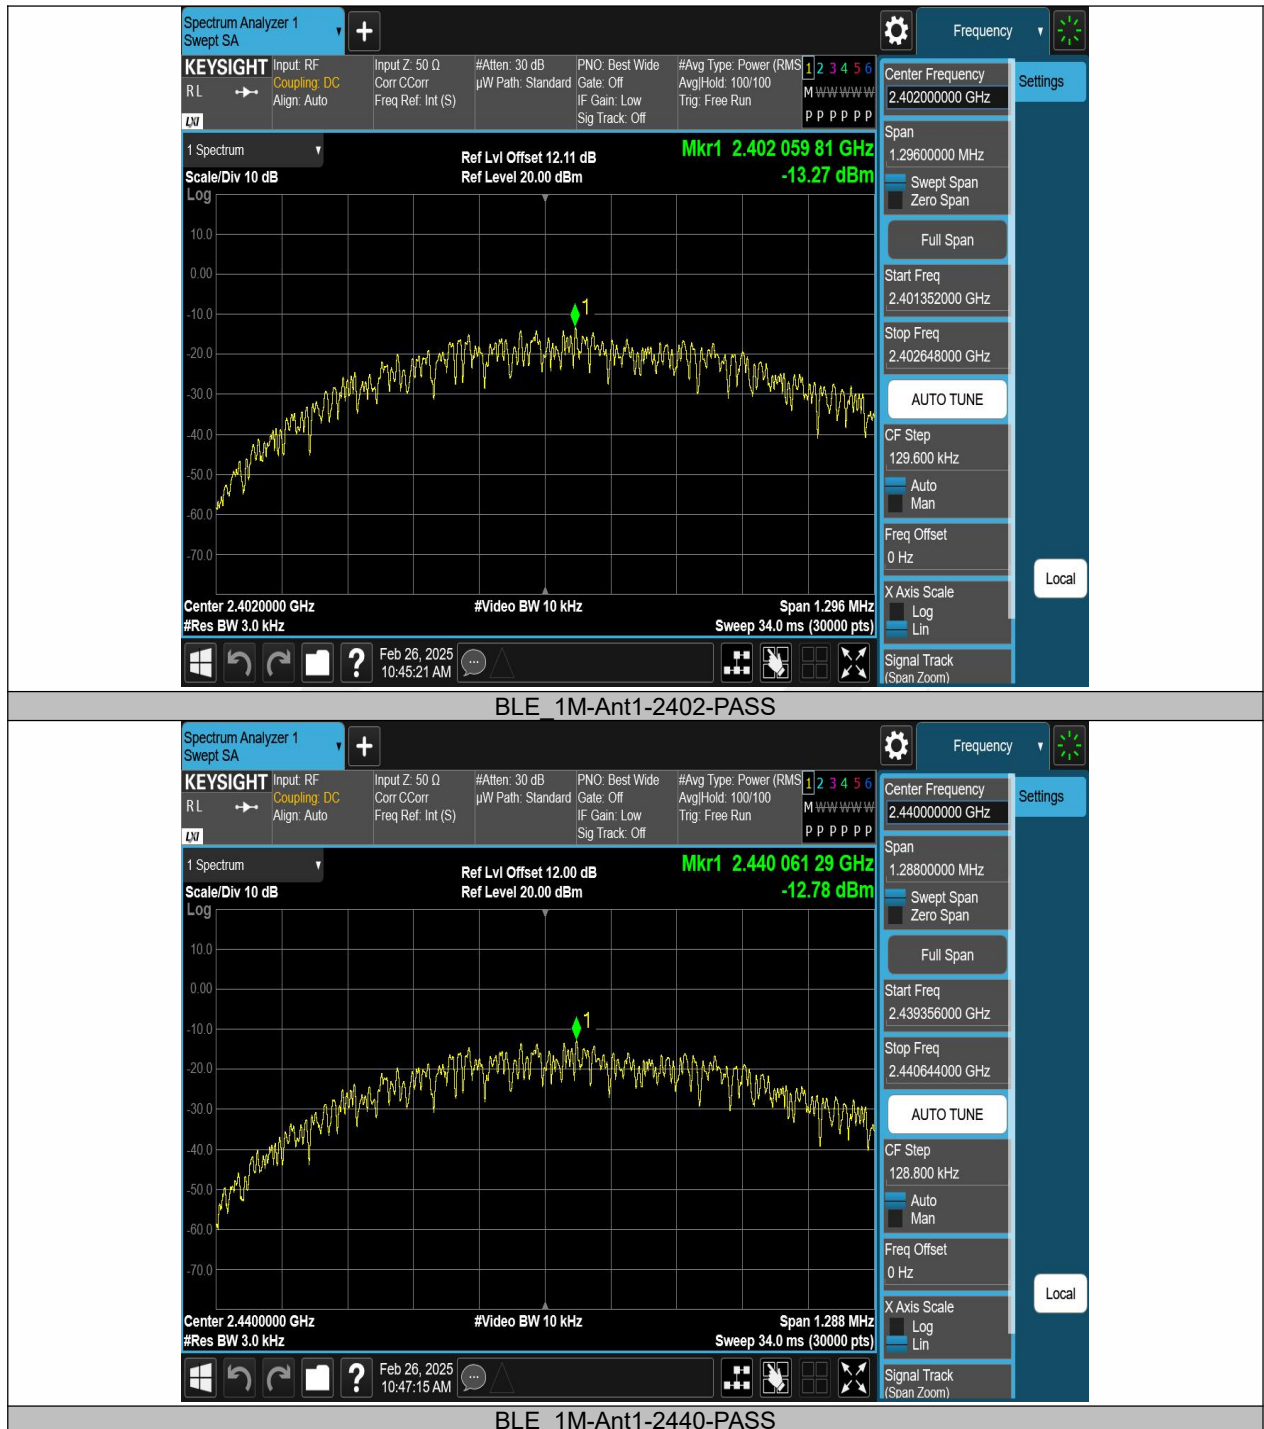 Spectrum Analyzer 1
Swept SA
+
Frequency
KEYSIGHT
RL
LXI
Input: RF
Coupling: DC
Align: Auto
Input Z: 50 Ω
Corr CCorr
Freq Ref: Int (S)
#Atten: 30 dB
µW Path: Standard
PNO: Best Wide
Gate: Off
IF Gain: Low
Sig Track: Off
#Avg Type: Power (RMS
Avg|Hold: 100/100
Trig: Free Run
1 2 3 4 5 6
M W W W W W
P P P P P P
1 Spectrum
Scale/Div 10 dB
Ref Lvl Offset 12.11 dB
Ref Level 20.00 dBm
Mkr1 2.402 059 81 GHz
-13.27 dBm
Log
10.0
0.00
-10.0
-20.0
-30.0
-40.0
-50.0
-60.0
-70.0
1
Center 2.4020000 GHz
#Res BW 3.0 kHz
#Video BW 10 kHz
Span 1.296 MHz
Sweep 34.0 ms (30000 pts)
Feb 26, 2025
10:45:21 AM
Center Frequency
2.402000000 GHz
Settings
Span
1.29600000 MHz
Swept Span
Zero Span
Full Span
Start Freq
2.401352000 GHz
Stop Freq
2.402648000 GHz
AUTO TUNE
CF Step
129.600 kHz
Auto
Man
Freq Offset
0 Hz
Local
X Axis Scale
Log
Lin
Signal Track
(Span Zoom)
BLE_1M-Ant1-2402-PASS
Spectrum Analyzer 1
Swept SA
+
Frequency
KEYSIGHT
RL
LXI
Input: RF
Coupling: DC
Align: Auto
Input Z: 50 Ω
Corr CCorr
Freq Ref: Int (S)
#Atten: 30 dB
µW Path: Standard
PNO: Best Wide
Gate: Off
IF Gain: Low
Sig Track: Off
#Avg Type: Power (RMS
Avg|Hold: 100/100
Trig: Free Run
1 2 3 4 5 6
M W W W W W
P P P P P P
1 Spectrum
Scale/Div 10 dB
Ref Lvl Offset 12.00 dB
Ref Level 20.00 dBm
Mkr1 2.440 061 29 GHz
-12.78 dBm
Log
10.0
0.00
-10.0
-20.0
-30.0
-40.0
-50.0
-60.0
-70.0
1
Center 2.4400000 GHz
#Res BW 3.0 kHz
#Video BW 10 kHz
Span 1.288 MHz
Sweep 34.0 ms (30000 pts)
Feb 26, 2025
10:47:15 AM
Center Frequency
2.440000000 GHz
Settings
Span
1.28800000 MHz
Swept Span
Zero Span
Full Span
Start Freq
2.439356000 GHz
Stop Freq
2.440644000 GHz
AUTO TUNE
CF Step
128.800 kHz
Auto
Man
Freq Offset
0 Hz
Local
X Axis Scale
Log
Lin
Signal Track
(Span Zoom)
BLE_1M-Ant1-2440-PASS